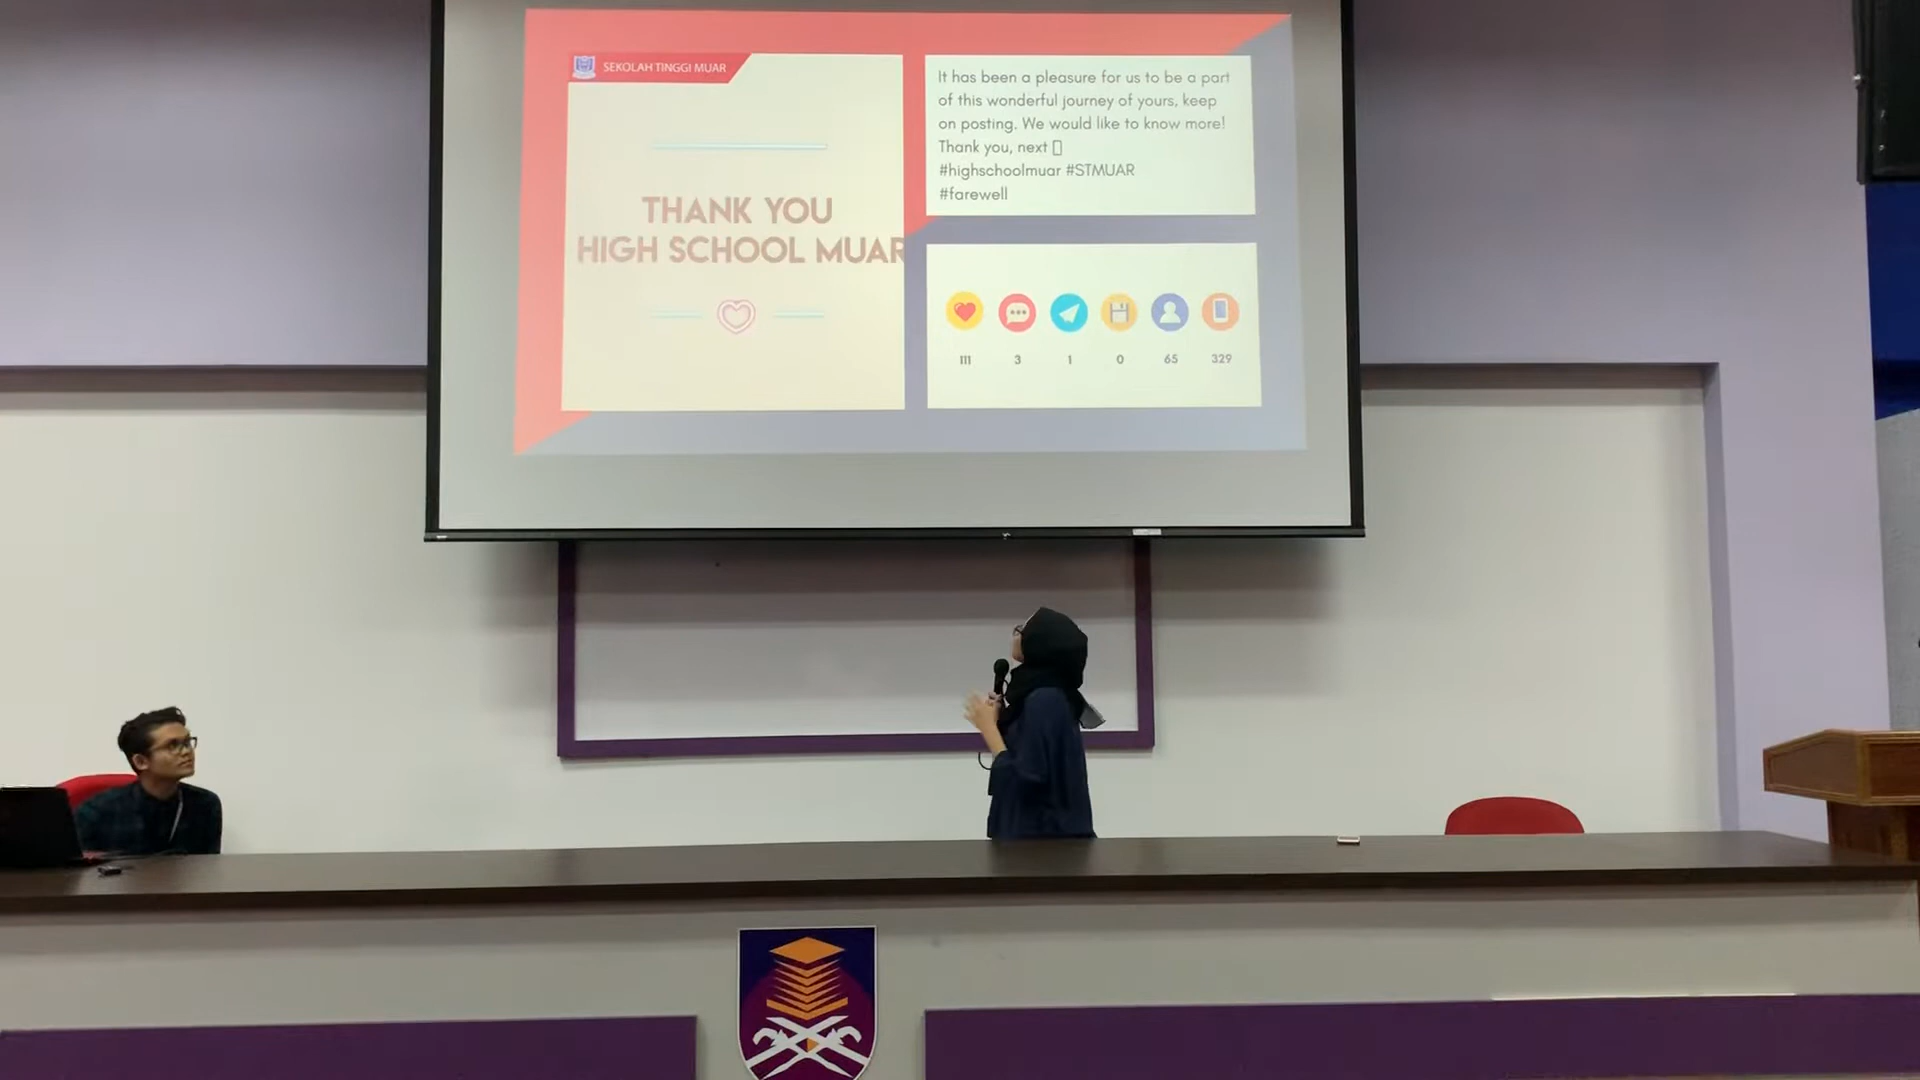 SEKOLAH TINGGI MUAR
THANK YOU
HIGH SCHOOL MUAR
It has been a pleasure for us to be a part
of this wonderful journey of yours, keep
on posting. We would like to know more!
Thank you, next
#highschoolmuar #STMUAR
#farewell
111 3 1 0 65 329